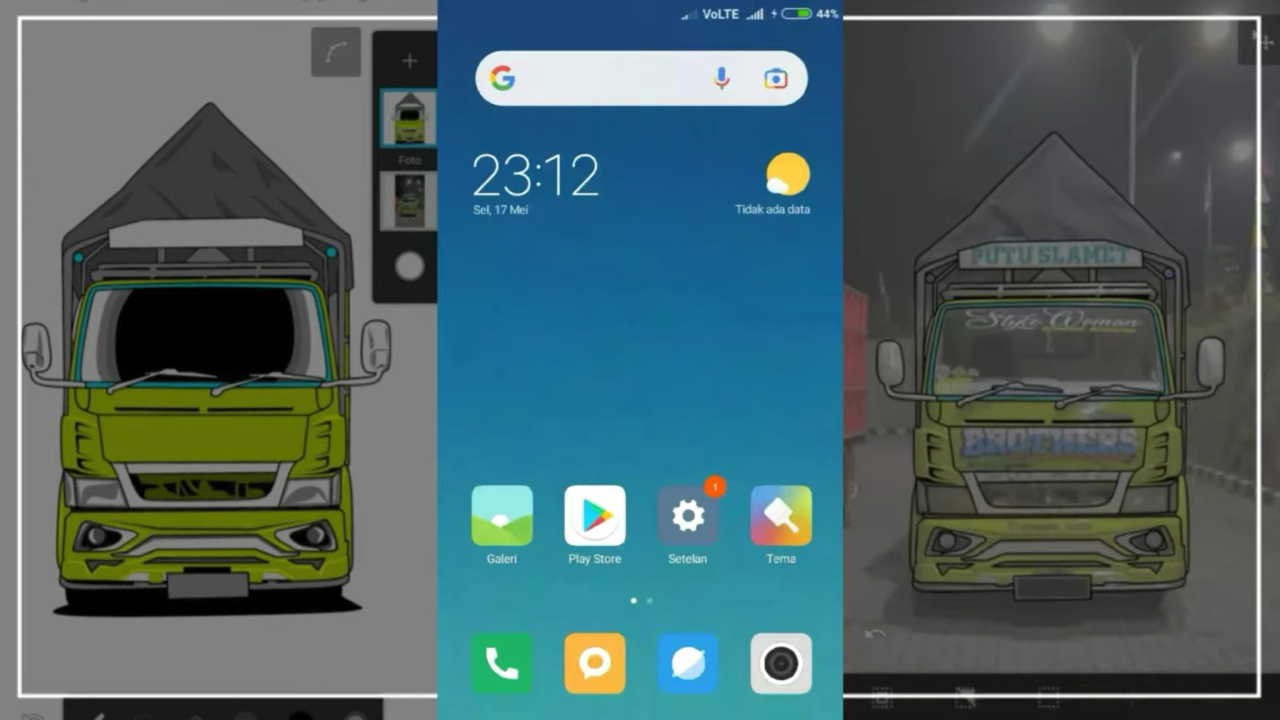 VoLTE 44%
23:12
Sel, 17 Mei
Tidak ada data
Foto
PUTU SLAMET
Style Woman
BROTHERS
1
Galeri
Play Store
Setelan
Tema